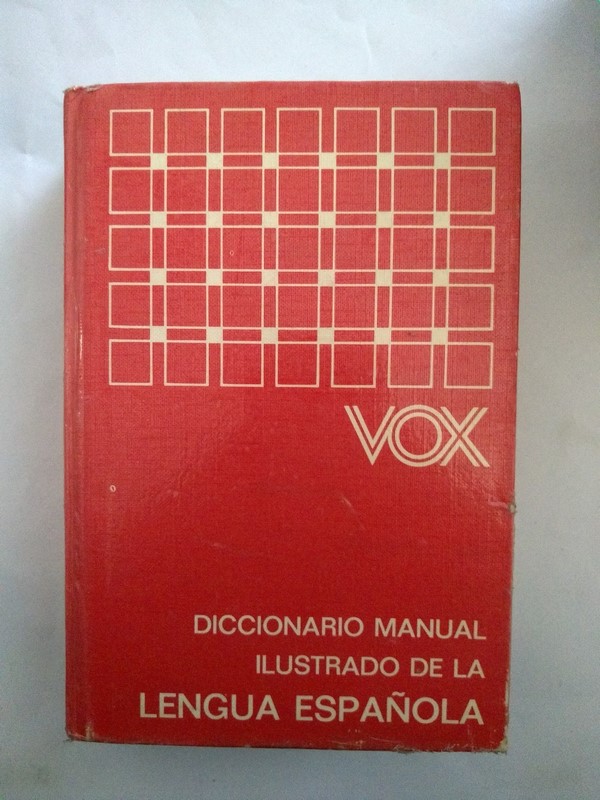 VOX
DICCIONARIO MANUAL
ILUSTRADO DE LA
LENGUA ESPAÑOLA